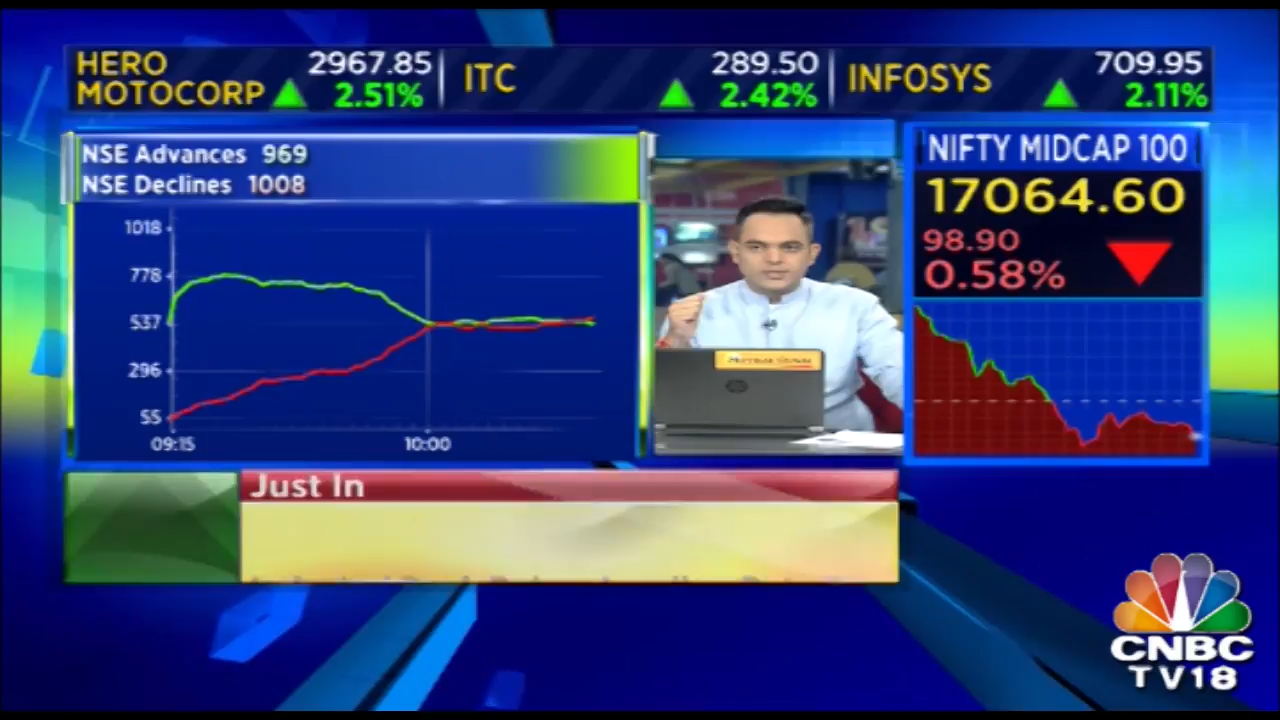 HERO
MOTOCORP
2967.85
2.51%
ITC
289.50
2.42%
INFOSYS
709.95
2.11%
NSE Advances 969
NSE Declines 1008
1018
778
537
296
55
09:15
10:00
NIFTY MIDCAP 100
17064.60
98.90
0.58%
Just In
CNBC
TV18